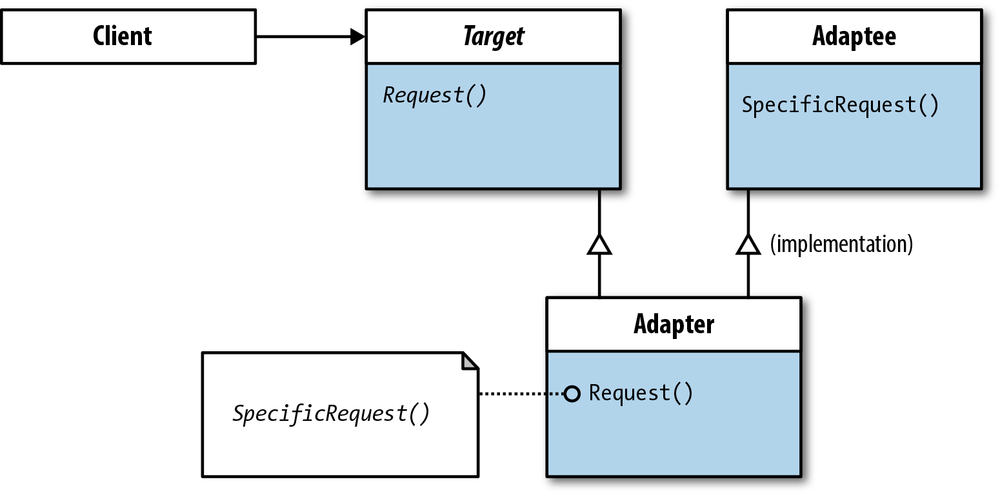 Client
Target
Request()
Adaptee
SpecificRequest()
(implementation)
Adapter
Request()
SpecificRequest()